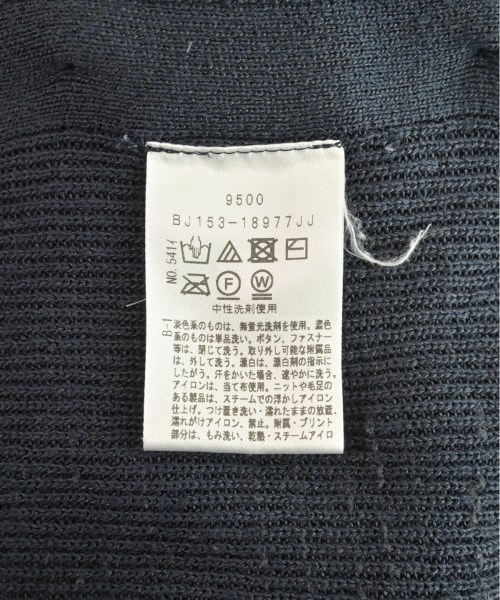 9500
BJ153-18977JJ
NO.541イ
F W
中性洗剤使用
B-1
淡色系のものは、無蛍光洗剤を使用。濃色
系のものは単品洗い。ボタン、ファスナー
等は、閉じて洗う。取り外し可能な附属品
は、外して洗う。漂白は、漂白剤の指示に
したがう。汗をかいた場合、速やかに洗う。
アイロンは、当て布使用。ニットや毛足の
ある製品は、スチームでの浮かしアイロン
仕上げ。つけ置き洗い・濡れたままの放置、
濡れがけアイロン、禁止。附属・プリント
部分は、もみ洗い、乾熱・スチームアイロ